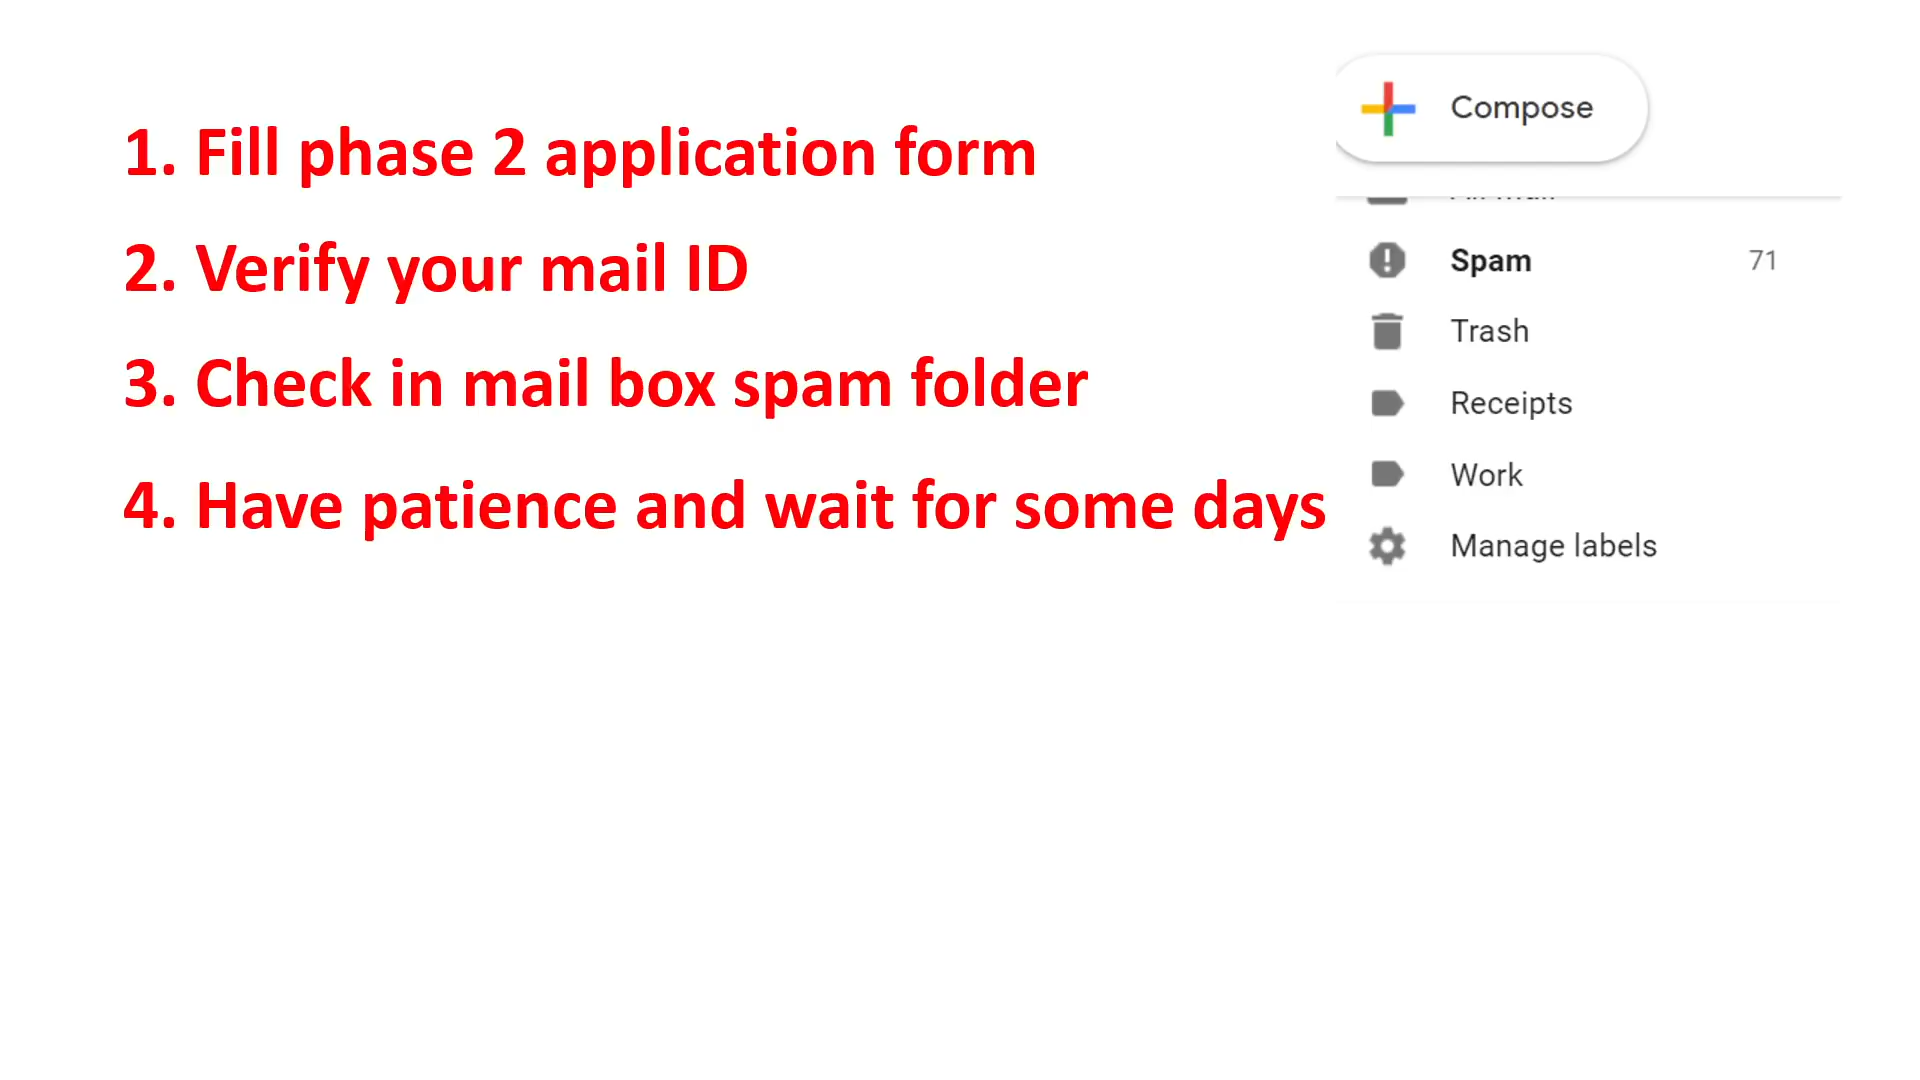 1. Fill phase 2 application form
2. Verify your mail ID
3. Check in mail box spam folder
4. Have patience and wait for some days
Compose
Spam 71
Trash
Receipts
Work
Manage labels